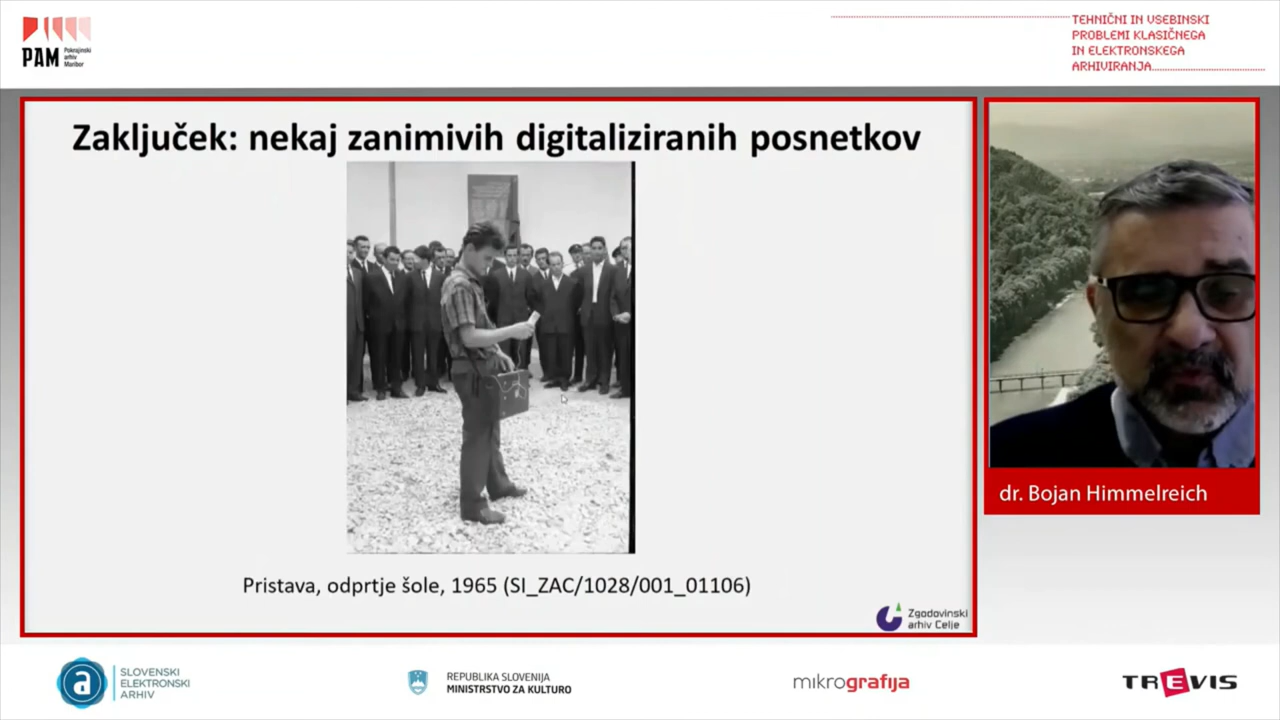 PAM
Pokrajinski
arhiv
Maribor
TEHNIČNI IN VSEBINSKI
PROBLEMI KLASIČNEGA
IN ELEKTRONSKEGA
ARHIVIRANJA
Zaključek: nekaj zanimivih digitaliziranih posnetkov
Pristava, odprtje šole, 1965 (SI_ZAC/1028/001_01106)
Zgodovinski
arhiv Celje
dr. Bojan Himmelreich
a
SLOVENSKI
ELEKTRONSKI
ARHIV
REPUBLIKA SLOVENIJA
MINISTRSTVO ZA KULTURO
mikrografija
TREVIS